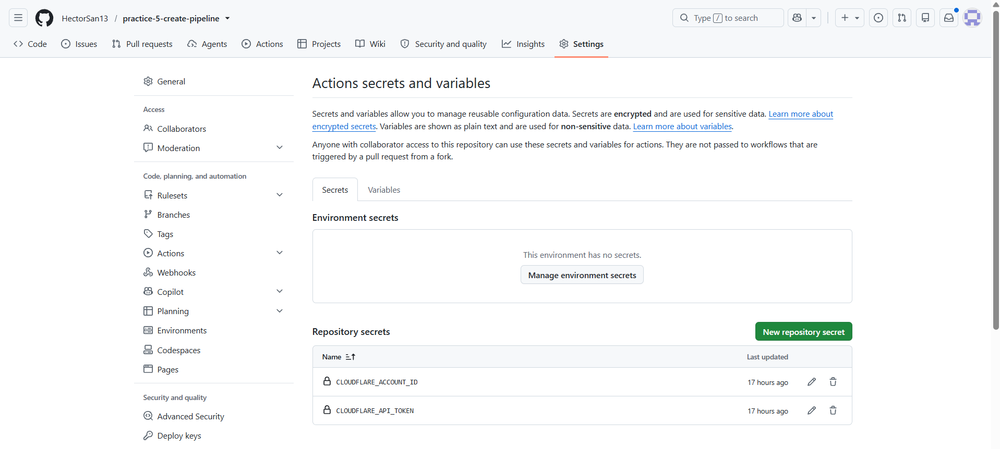 HectorSan13 / practice-5-create-pipeline
Type / to search
Code Issues Pull requests Agents Actions Projects Wiki Security and quality Insights Settings
General
Access
Collaborators
Moderation
Code, planning, and automation
Rulesets
Branches
Tags
Actions
Webhooks
Copilot
Planning
Environments
Codespaces
Pages
Security and quality
Advanced Security
Deploy keys
Actions secrets and variables
Secrets and variables allow you to manage reusable configuration data. Secrets are encrypted and are used for sensitive data. Learn more about
encrypted secrets. Variables are shown as plain text and are used for non-sensitive data. Learn more about variables.
Anyone with collaborator access to this repository can use these secrets and variables for actions. They are not passed to workflows that are
triggered by a pull request from a fork.
Secrets Variables
Environment secrets
This environment has no secrets.
Manage environment secrets
Repository secrets New repository secret
Name Last updated
CLOUDFLARE_ACCOUNT_ID 17 hours ago
CLOUDFLARE_API_TOKEN 17 hours ago